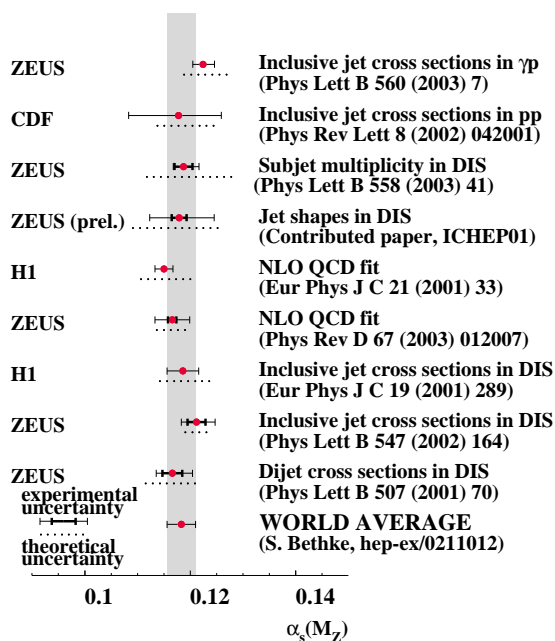 ZEUS Inclusive jet cross sections in γp
(Phys Lett B 560 (2003) 7)
CDF Inclusive jet cross sections in pp
(Phys Rev Lett 8 (2002) 042001)
ZEUS Subjet multiplicity in DIS
(Phys Lett B 558 (2003) 41)
ZEUS (prel.) Jet shapes in DIS
(Contributed paper, ICHEP01)
H1 NLO QCD fit
(Eur Phys J C 21 (2001) 33)
ZEUS NLO QCD fit
(Phys Rev D 67 (2003) 012007)
H1 Inclusive jet cross sections in DIS
(Eur Phys J C 19 (2001) 289)
ZEUS Inclusive jet cross sections in DIS
(Phys Lett B 547 (2002) 164)
ZEUS Dijet cross sections in DIS
(Phys Lett B 507 (2001) 70)
experimental
uncertainty
WORLD AVERAGE
(S. Bethke, hep-ex/0211012)
theoretical
uncertainty
0.1 0.12 0.14
αs(MZ)